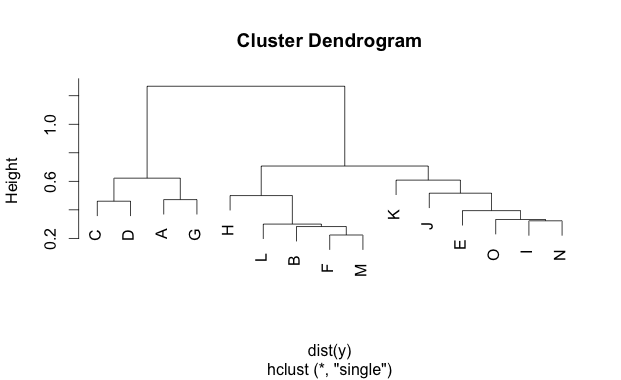 Cluster Dendrogram
Height
1.0
0.6
0.2
C
D
A
G
H
L
B
F
M
K
J
E
O
I
N
dist(y)
hclust (*, "single")